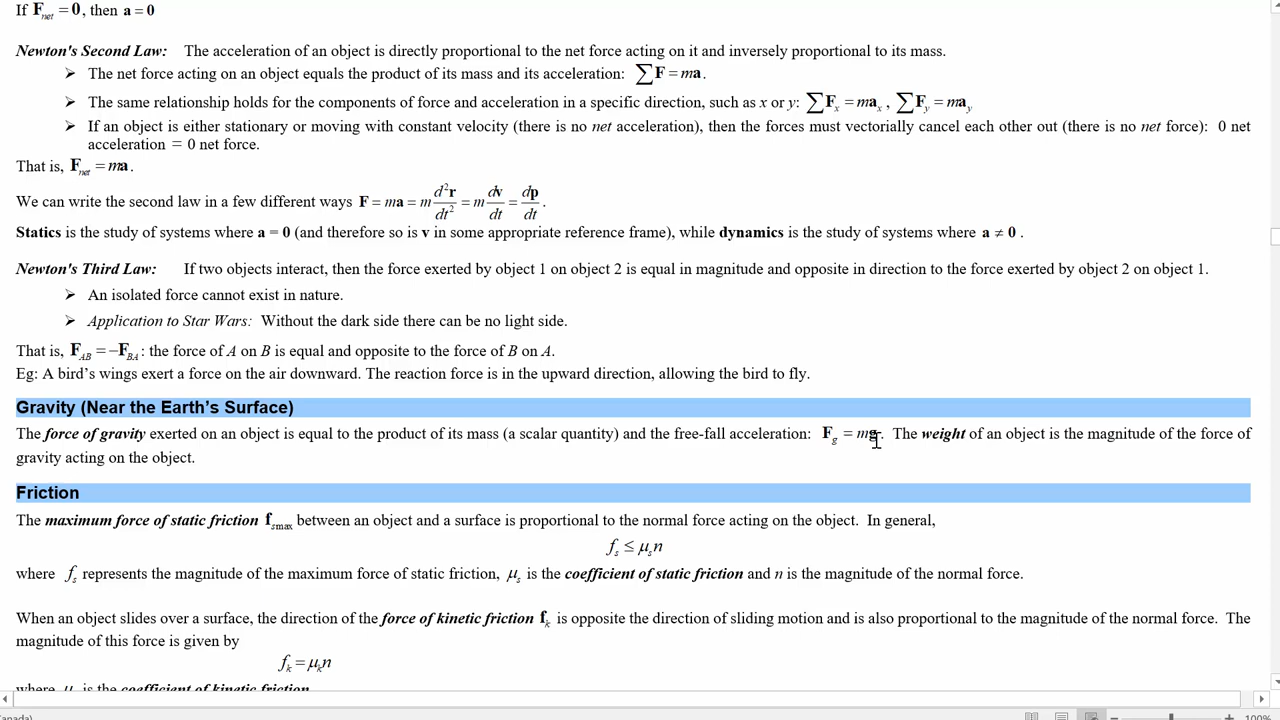 If F_net = 0, then a = 0
Newton's Second Law: The acceleration of an object is directly proportional to the net force acting on it and inversely proportional to its mass.
➢ The net force acting on an object equals the product of its mass and its acceleration: ∑F = ma.
➢ The same relationship holds for the components of force and acceleration in a specific direction, such as x or y: ∑F_x = ma_x, ∑F_y = ma_y
➢ If an object is either stationary or moving with constant velocity (there is no net acceleration), then the forces must vectorially cancel each other out (there is no net force): 0 net
acceleration = 0 net force.
That is, F_net = ma.
We can write the second law in a few different ways F = ma = m d²r/dt² = m dv/dt = dp/dt.
Statics is the study of systems where a = 0 (and therefore so is v in some appropriate reference frame), while dynamics is the study of systems where a ≠ 0.
Newton's Third Law: If two objects interact, then the force exerted by object 1 on object 2 is equal in magnitude and opposite in direction to the force exerted by object 2 on object 1.
➢ An isolated force cannot exist in nature.
➢ Application to Star Wars: Without the dark side there can be no light side.
That is, F_AB = −F_BA: the force of A on B is equal and opposite to the force of B on A.
Eg: A bird's wings exert a force on the air downward. The reaction force is in the upward direction, allowing the bird to fly.
Gravity (Near the Earth's Surface)
The force of gravity exerted on an object is equal to the product of its mass (a scalar quantity) and the free-fall acceleration: F_g = mg. The weight of an object is the magnitude of the force of
gravity acting on the object.
Friction
The maximum force of static friction f_smax between an object and a surface is proportional to the normal force acting on the object. In general,
f_s ≤ μ_s n
where f_s represents the magnitude of the maximum force of static friction, μ_s is the coefficient of static friction and n is the magnitude of the normal force.
When an object slides over a surface, the direction of the force of kinetic friction f_k is opposite the direction of sliding motion and is also proportional to the magnitude of the normal force. The
magnitude of this force is given by
f_k = μ_k n
where μ is the coefficient of kinetic friction
anada)
100%